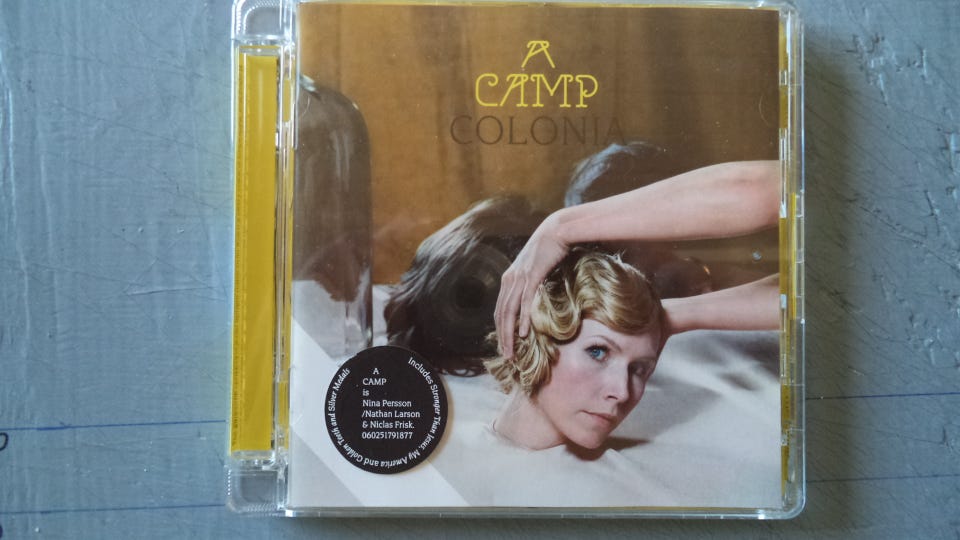 A
CAMP
COLONIA
A
CAMP
is
Nina Persson
/Nathan Larson
& Niclas Frisk.
060251791877
Includes Stronger Than Jesus, My America and Golden Teeth and Silver Medals